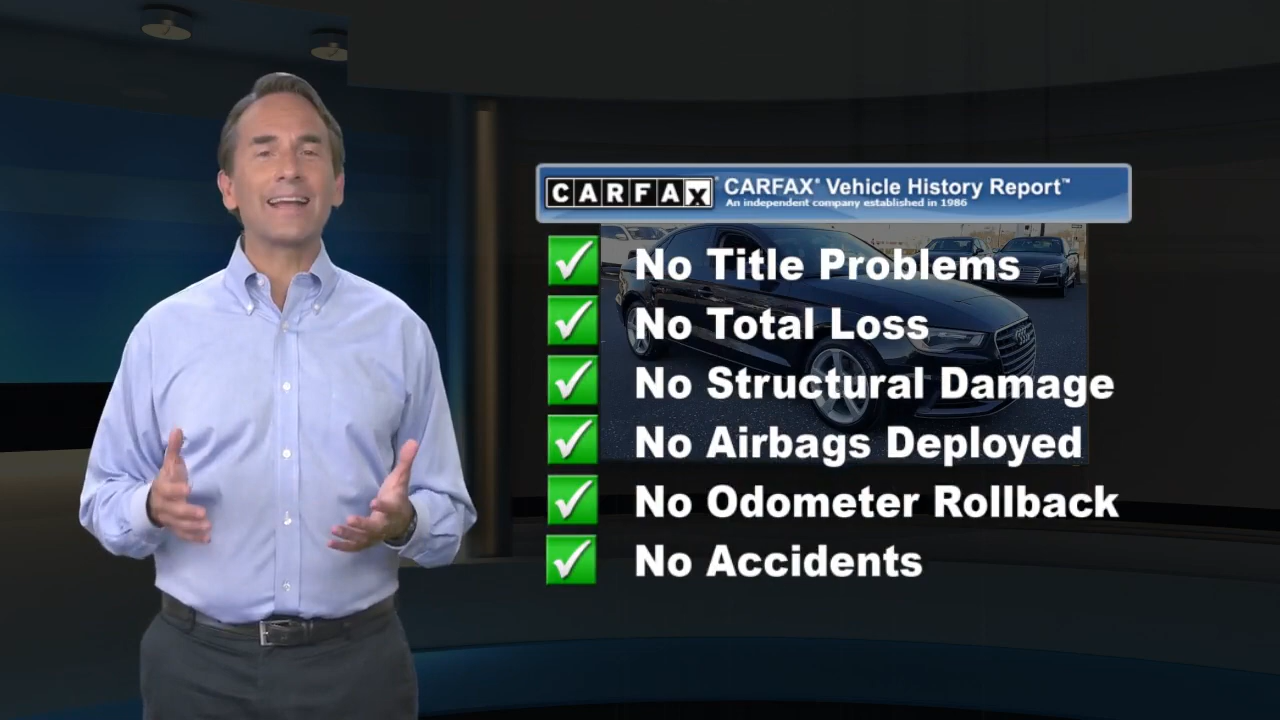 CARFAX® CARFAX® Vehicle History Report™
An independent company established in 1986
No Title Problems
No Total Loss
No Structural Damage
No Airbags Deployed
No Odometer Rollback
No Accidents